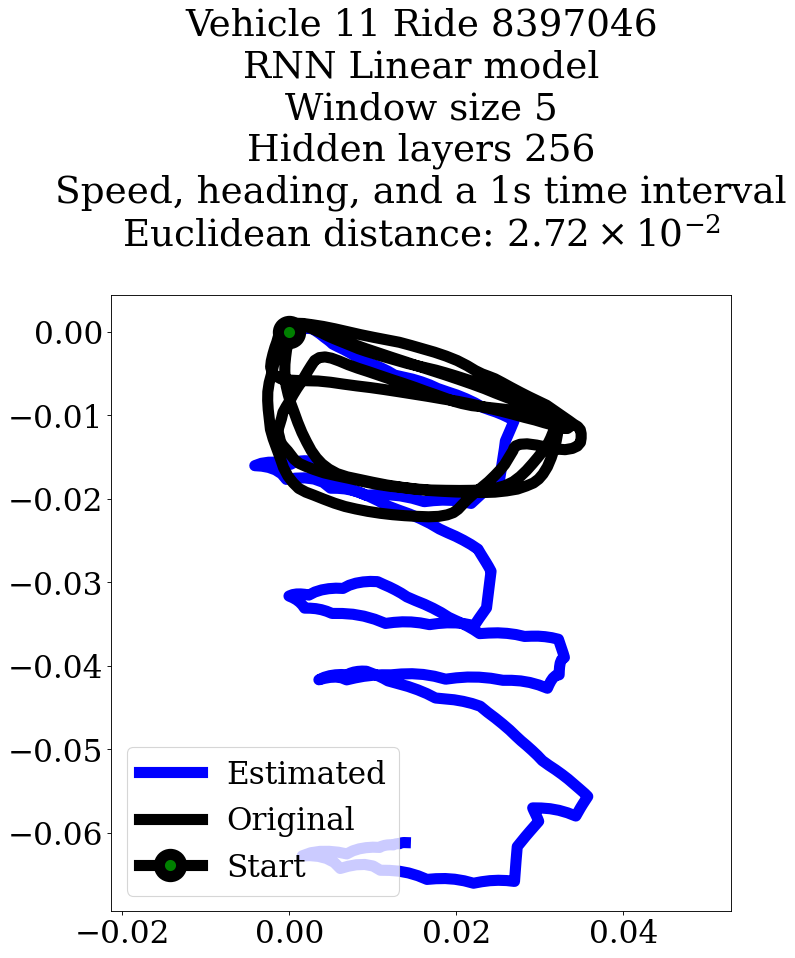 Vehicle 11 Ride 8397046
RNN Linear model
Window size 5
Hidden layers 256
Speed, heading, and a 1s time interval
Euclidean distance: 2.72 × 10⁻²
0.00
−0.01
−0.02
−0.03
−0.04
−0.05
−0.06
Estimated
Original
Start
−0.02 0.00 0.02 0.04